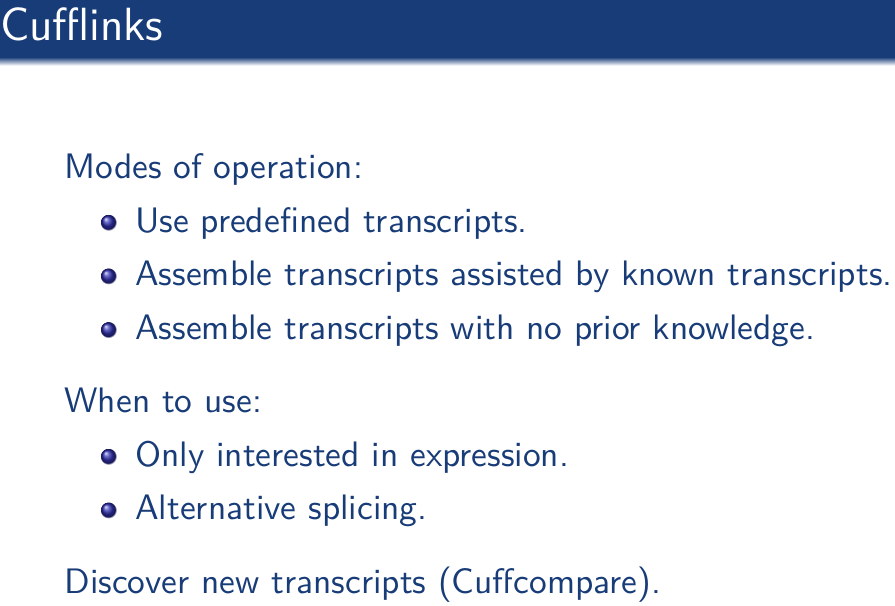 Cufflinks
Modes of operation:
Use predefined transcripts.
Assemble transcripts assisted by known transcripts.
Assemble transcripts with no prior knowledge.
When to use:
Only interested in expression.
Alternative splicing.
Discover new transcripts (Cuffcompare).